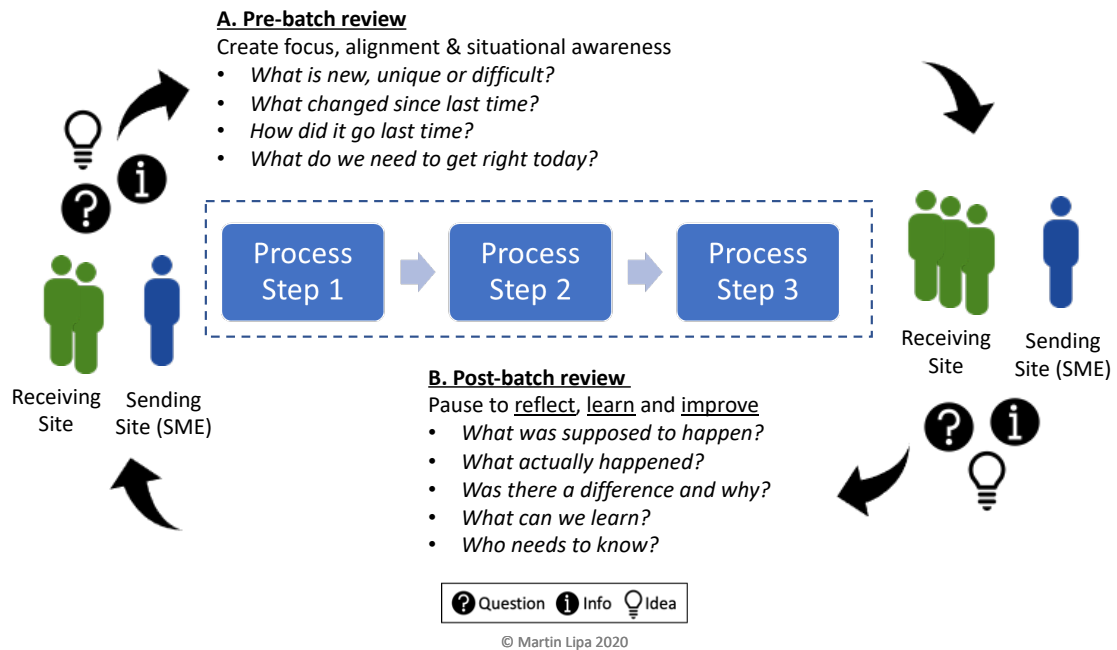 A. Pre-batch review
Create focus, alignment & situational awareness
• What is new, unique or difficult?
• What changed since last time?
• How did it go last time?
• What do we need to get right today?
Process
Step 1
Process
Step 2
Process
Step 3
Receiving
Site
Sending
Site (SME)
Receiving
Site
Sending
Site (SME)
B. Post-batch review
Pause to reflect, learn and improve
• What was supposed to happen?
• What actually happened?
• Was there a difference and why?
• What can we learn?
• Who needs to know?
? Question i Info Idea
© Martin Lipa 2020